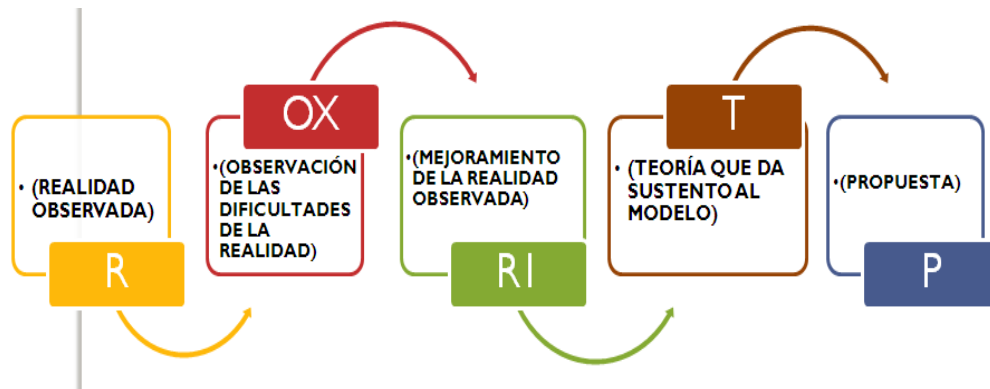 R
• (REALIDAD
OBSERVADA)
OX
•(OBSERVACIÓN
DE LAS
DIFICULTADES
DE LA
REALIDAD)
RI
•(MEJORAMIENTO
DE LA REALIDAD
OBSERVADA)
T
• (TEORÍA QUE DA
SUSTENTO AL
MODELO)
P
•(PROPUESTA)